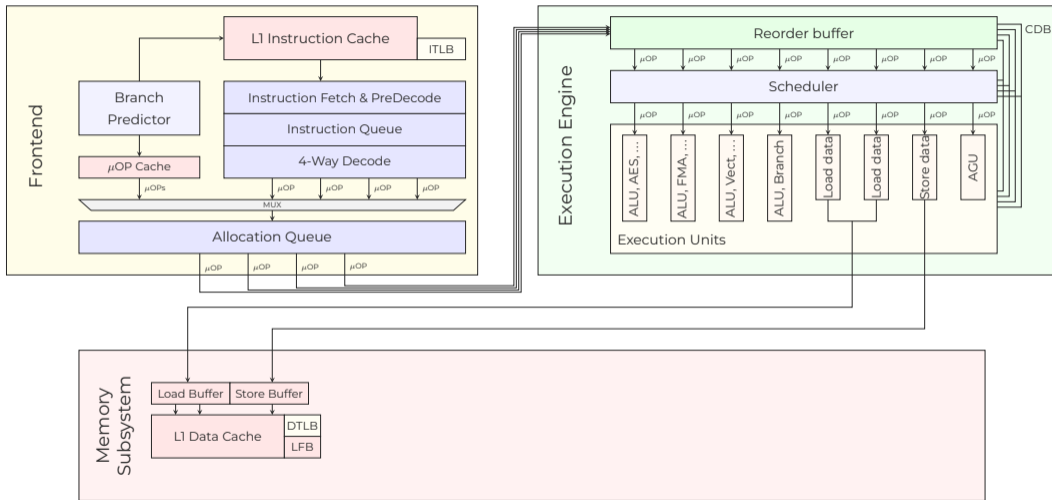 Frontend
L1 Instruction Cache
ITLB
Branch
Predictor
Instruction Fetch & PreDecode
Instruction Queue
μOP Cache
4-Way Decode
μOPs
μOP
μOP
μOP
μOP
MUX
Allocation Queue
μOP
μOP
μOP
μOP
Execution Engine
Reorder buffer
CDB
μOP
μOP
μOP
μOP
μOP
μOP
μOP
μOP
Scheduler
μOP
μOP
μOP
μOP
μOP
μOP
μOP
μOP
ALU, AES, …
ALU, FMA, …
ALU, Vect, …
ALU, Branch
Load data
Load data
Store data
AGU
Execution Units
Memory
Subsystem
Load Buffer
Store Buffer
L1 Data Cache
DTLB
LFB